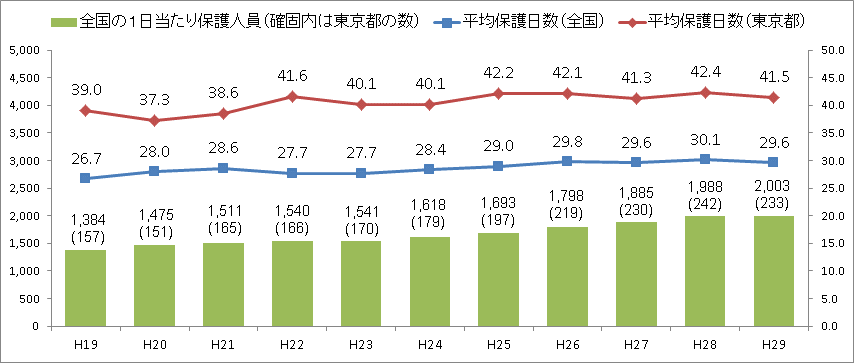 全国の１日当たり保護人員（確固内は東京都の数） 平均保護日数（全国） 平均保護日数（東京都）
5,000 50.0
4,500 45.0
4,000 40.0
3,500 35.0
3,000 30.0
2,500 25.0
2,000 20.0
1,500 15.0
1,000 10.0
500 5.0
0 0.0
39.0 37.3 38.6 41.6 40.1 40.1 42.2 42.1 41.3 42.4 41.5
26.7 28.0 28.6 27.7 27.7 28.4 29.0 29.8 29.6 30.1 29.6
1,384 1,475 1,511 1,540 1,541 1,618 1,693 1,798 1,885 1,988 2,003
(157) (151) (165) (166) (170) (179) (197) (219) (230) (242) (233)
H19 H20 H21 H22 H23 H24 H25 H26 H27 H28 H29